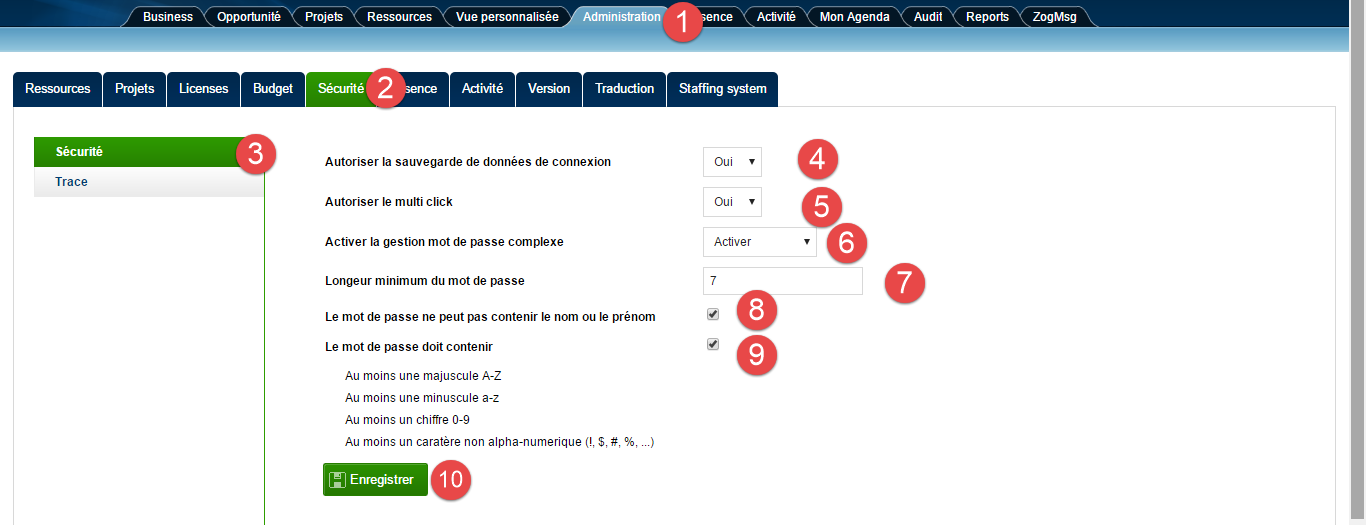 Business Opportunité Projets Ressources Vue personnalisée Administration 1 sence Activité Mon Agenda Audit Reports ZogMsg
Ressources Projets Licenses Budget Sécurité 2 sence Activité Version Traduction Staffing system
Sécurité 3
Trace
Autoriser la sauvegarde de données de connexion Oui 4
Autoriser le multi click Oui 5
Activer la gestion mot de passe complexe Activer 6
Longeur minimum du mot de passe 7 7
Le mot de passe ne peut pas contenir le nom ou le prénom 8
Le mot de passe doit contenir 9
Au moins une majuscule A-Z
Au moins une minuscule a-z
Au moins un chiffre 0-9
Au moins un caratère non alpha-numerique (!, $, #, %, ...)
Enregistrer 10